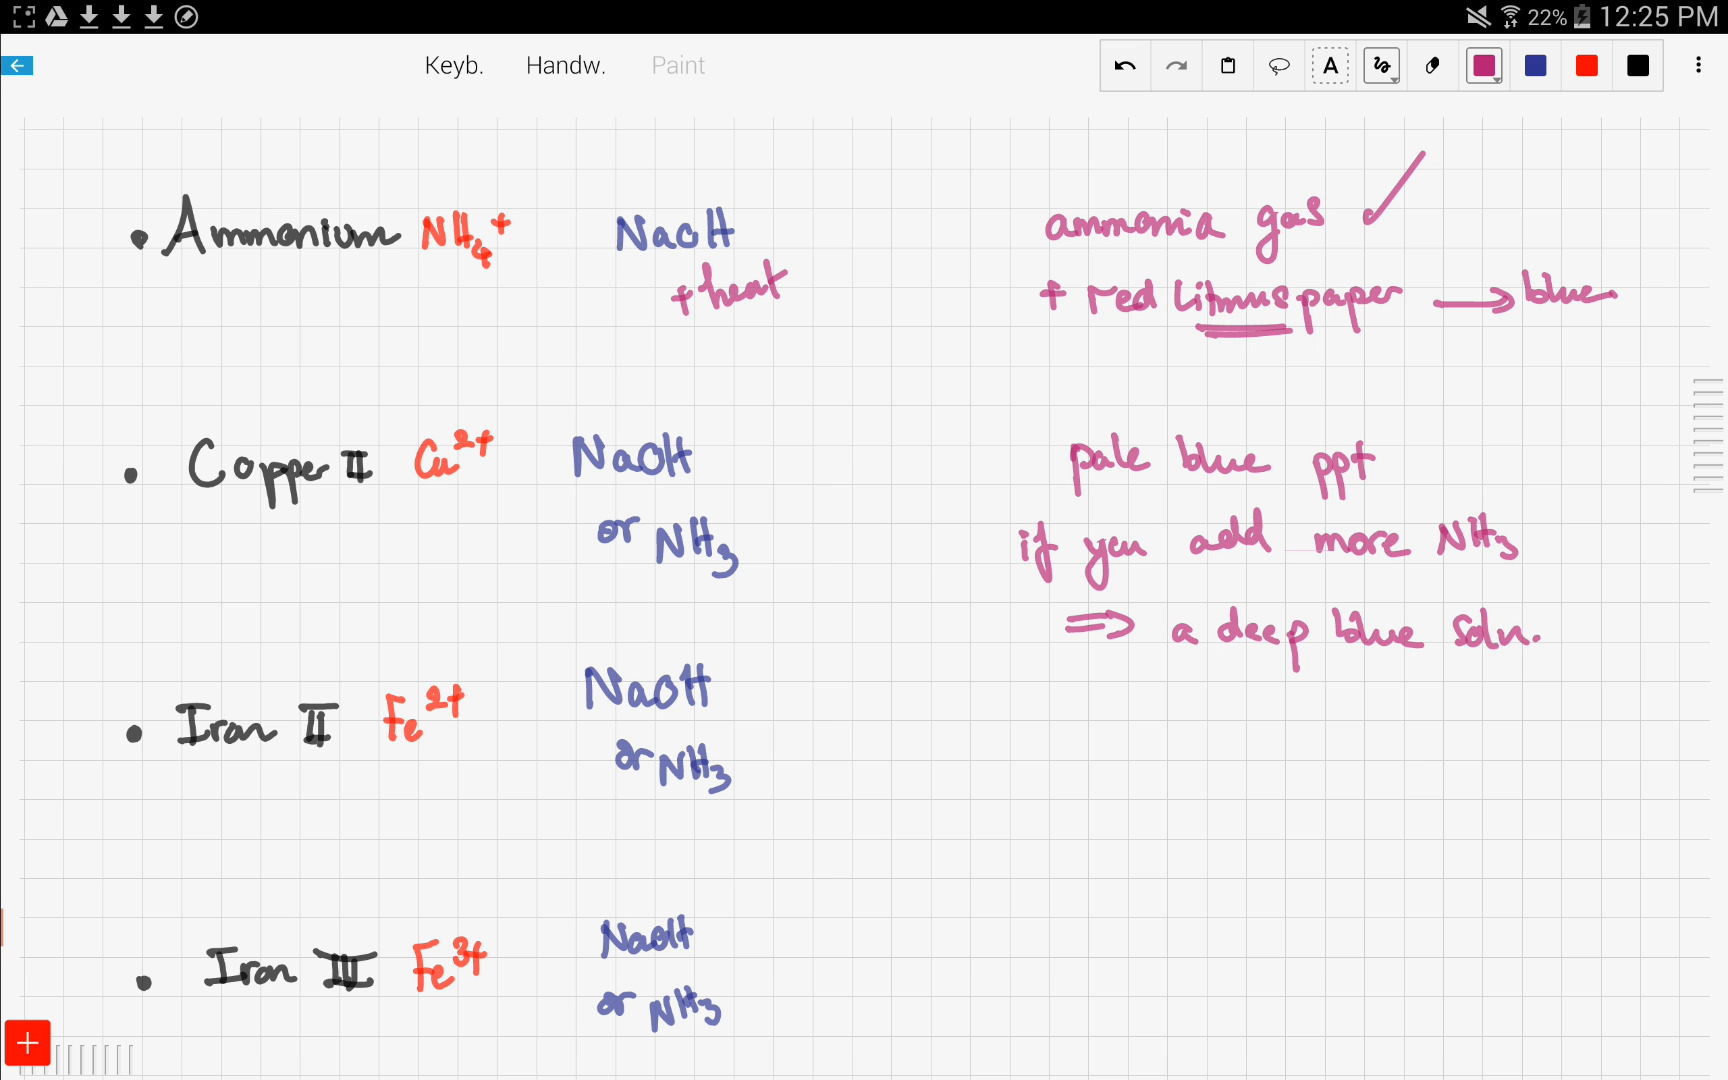 22% 12:25 PM
Keyb. Handw. Paint A
• Ammonium NH₄⁺ NaOH ammonia gas ✓
+ heat + red litmus paper → blue
• Copper II Cu²⁺ NaOH pale blue ppt
or NH₃ if you add more NH₃
⇒ a deep blue soln.
• Iron II Fe²⁺ NaOH
or NH₃
• Iron III Fe³⁺ NaOH
or NH₃